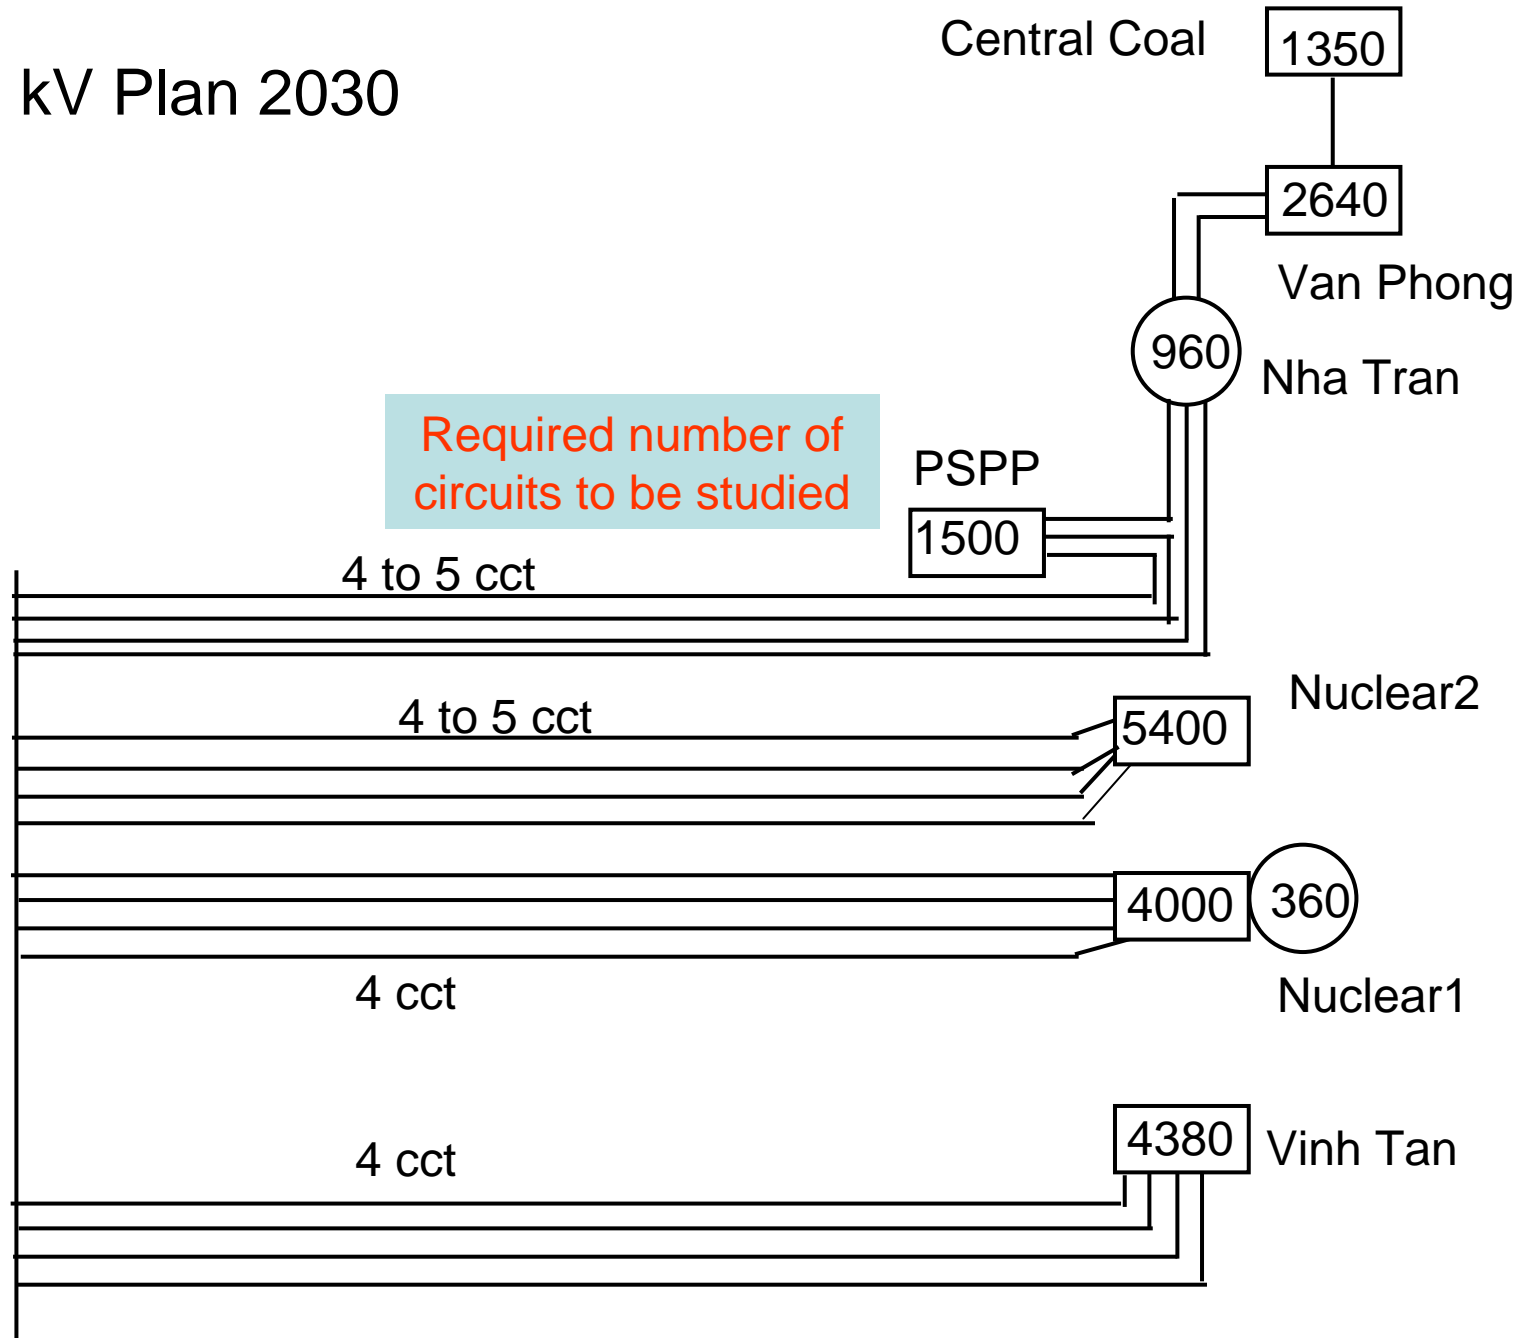 kV Plan 2030
Central Coal
1350
2640
Van Phong
960
Nha Tran
Required number of
circuits to be studied
PSPP
1500
4 to 5 cct
Nuclear2
4 to 5 cct
5400
4000
360
4 cct
Nuclear1
4380
Vinh Tan
4 cct